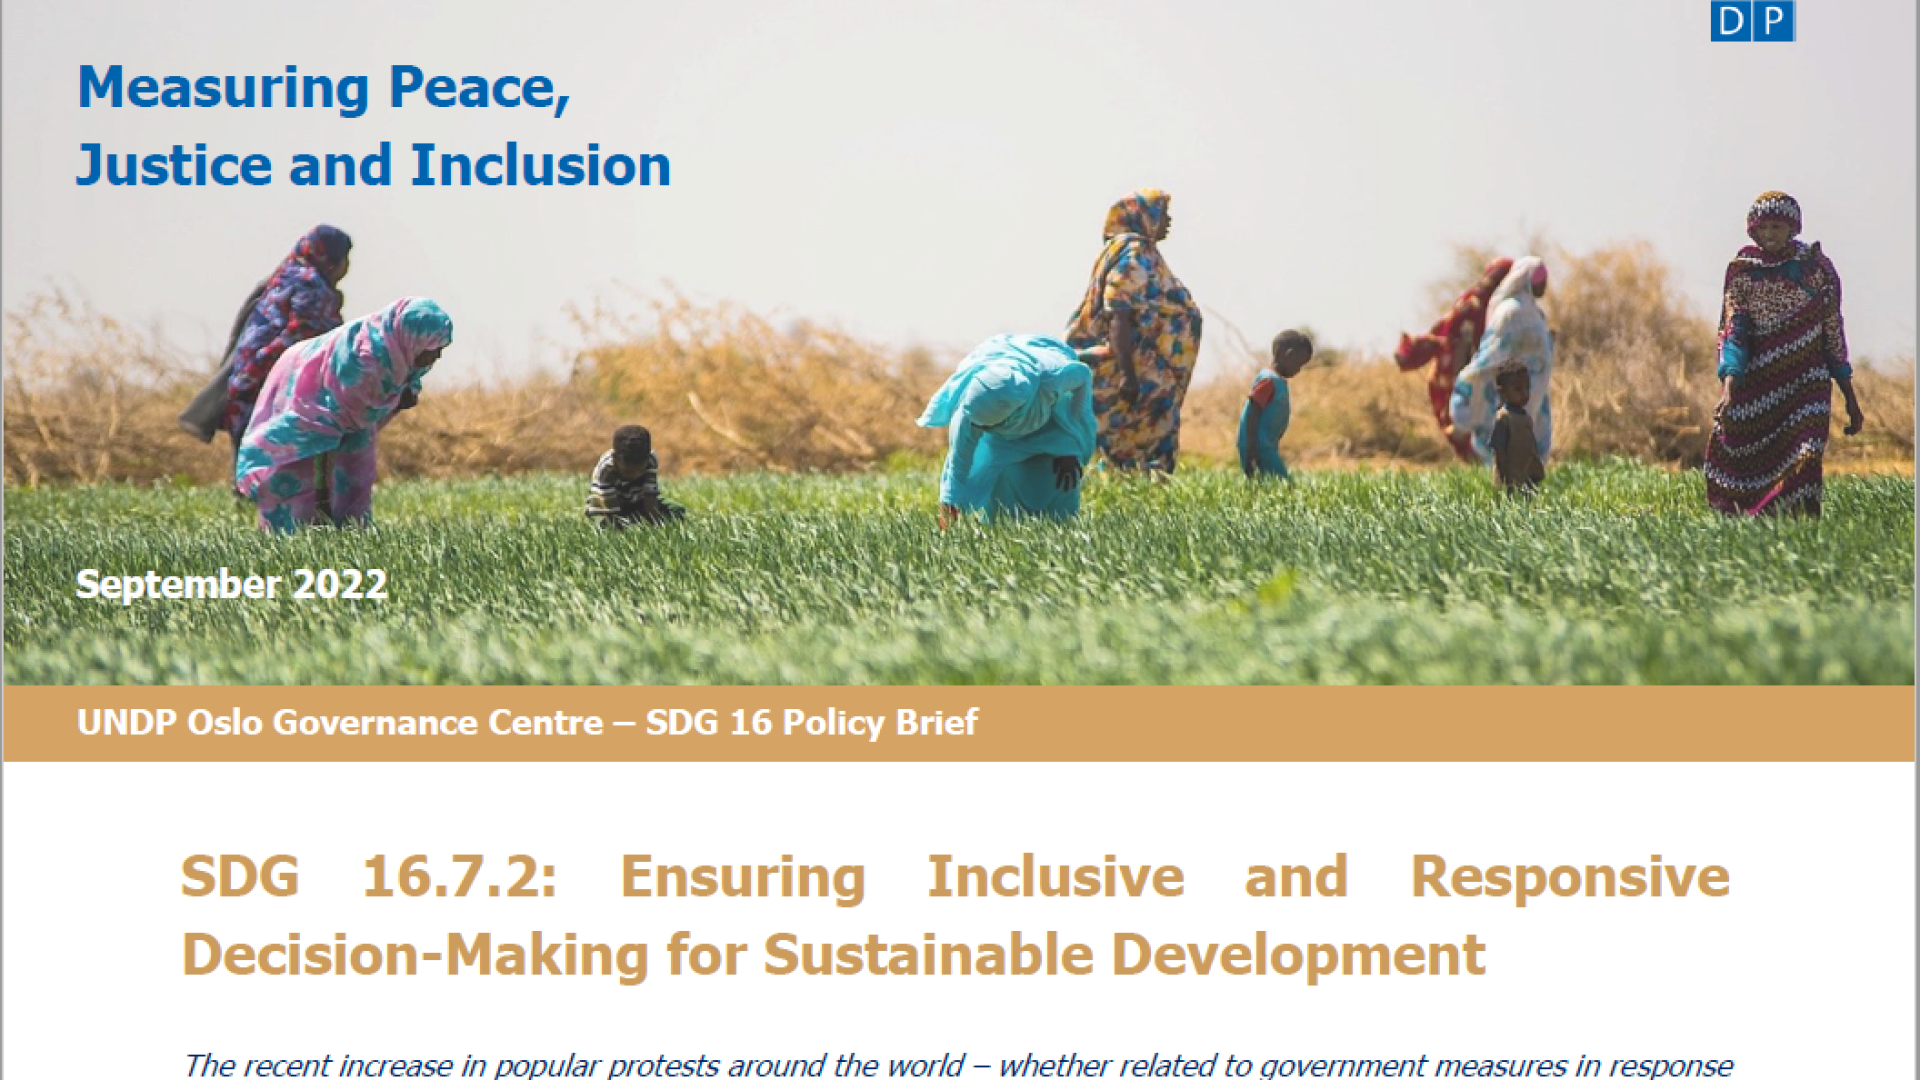 D P
Measuring Peace,
Justice and Inclusion
September 2022
UNDP Oslo Governance Centre – SDG 16 Policy Brief
SDG 16.7.2: Ensuring Inclusive and Responsive
Decision-Making for Sustainable Development
The recent increase in popular protests around the world – whether related to government measures in response